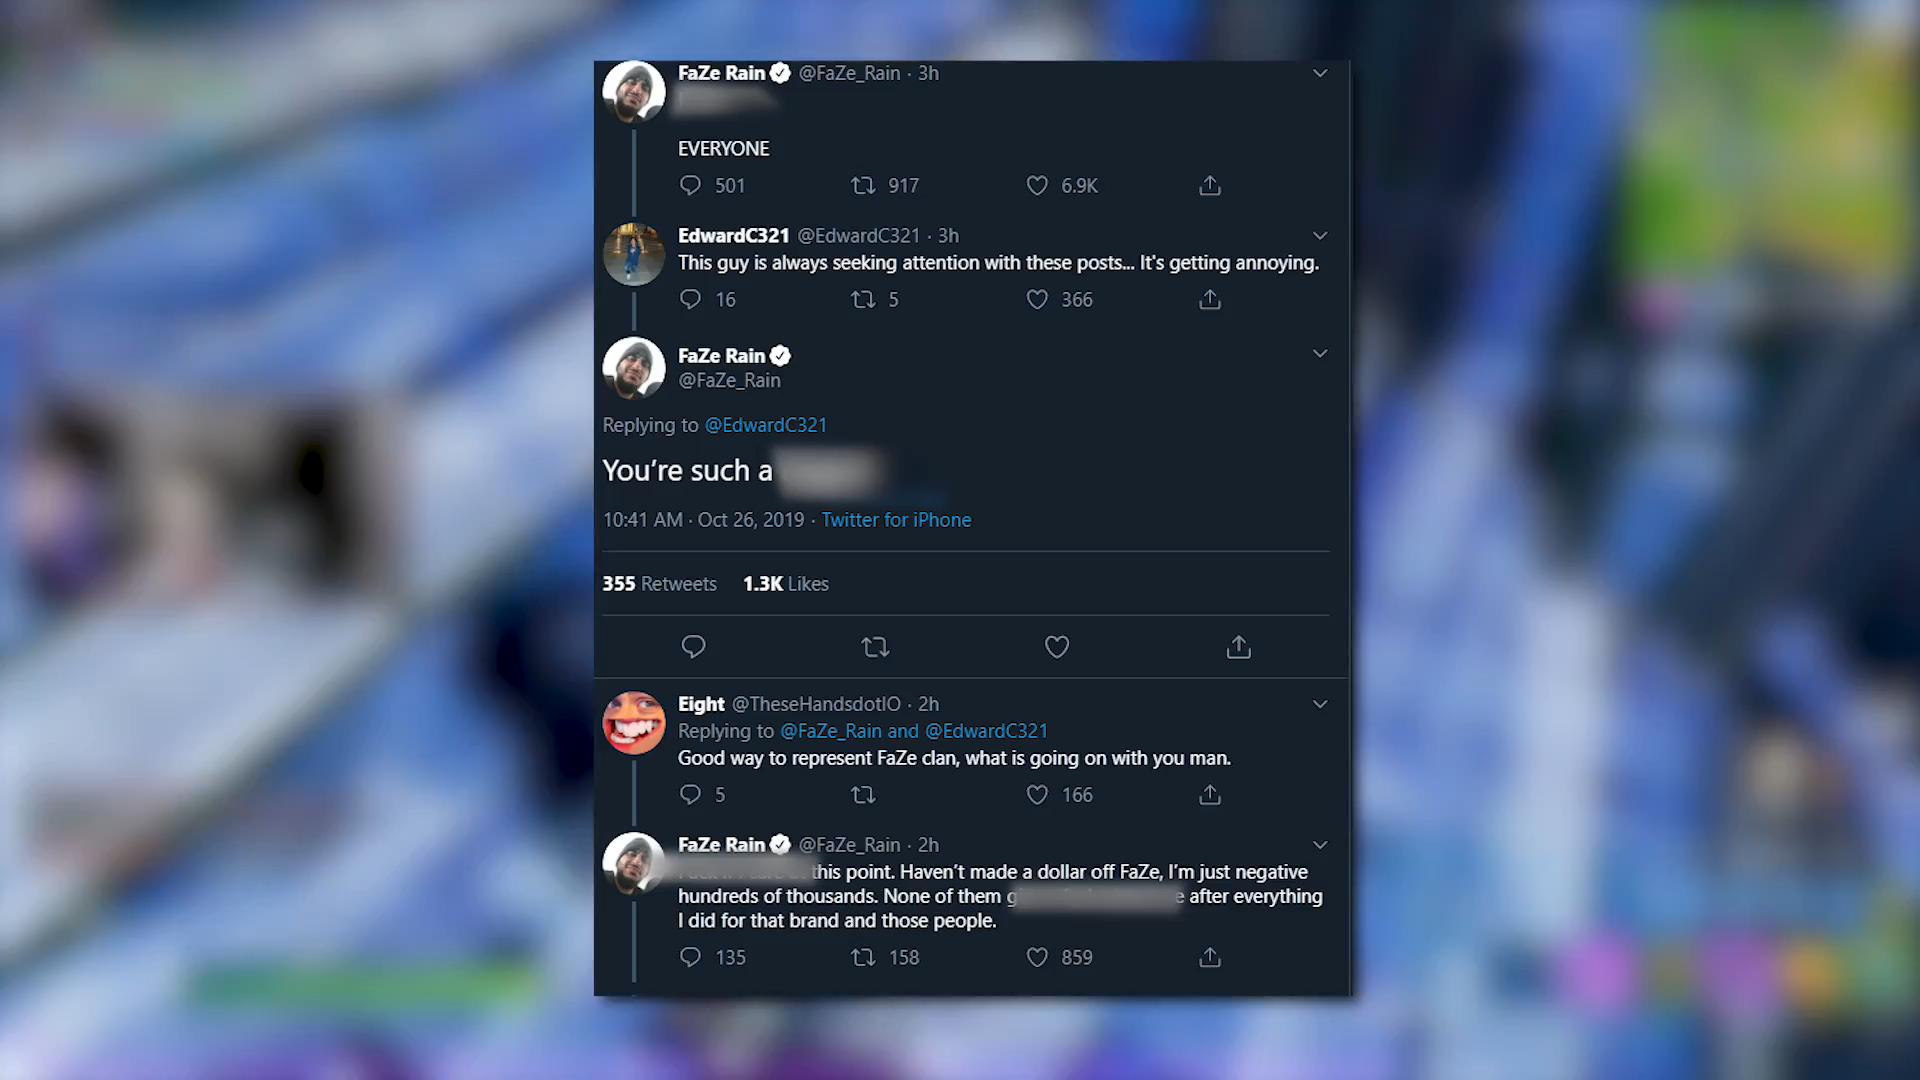 FaZe Rain @FaZe_Rain · 3h
EVERYONE
501 917 6.9K
EdwardC321 @EdwardC321 · 3h
This guy is always seeking attention with these posts... It's getting annoying.
16 5 366
FaZe Rain
@FaZe_Rain
Replying to @EdwardC321
You're such a
10:41 AM · Oct 26, 2019 · Twitter for iPhone
355 Retweets 1.3K Likes
Eight @TheseHandsdotIO · 2h
Replying to @FaZe_Rain and @EdwardC321
Good way to represent FaZe clan, what is going on with you man.
5 166
FaZe Rain @FaZe_Rain · 2h
this point. Haven't made a dollar off FaZe, I'm just negative
hundreds of thousands. None of them after everything
I did for that brand and those people.
135 158 859